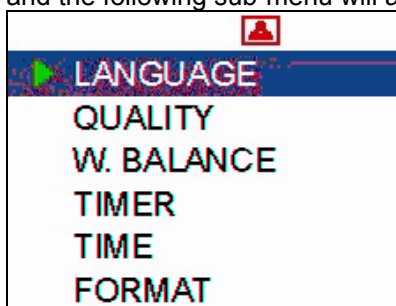 and the following sub menu will a
LANGUAGE
QUALITY
W. BALANCE
TIMER
TIME
FORMAT